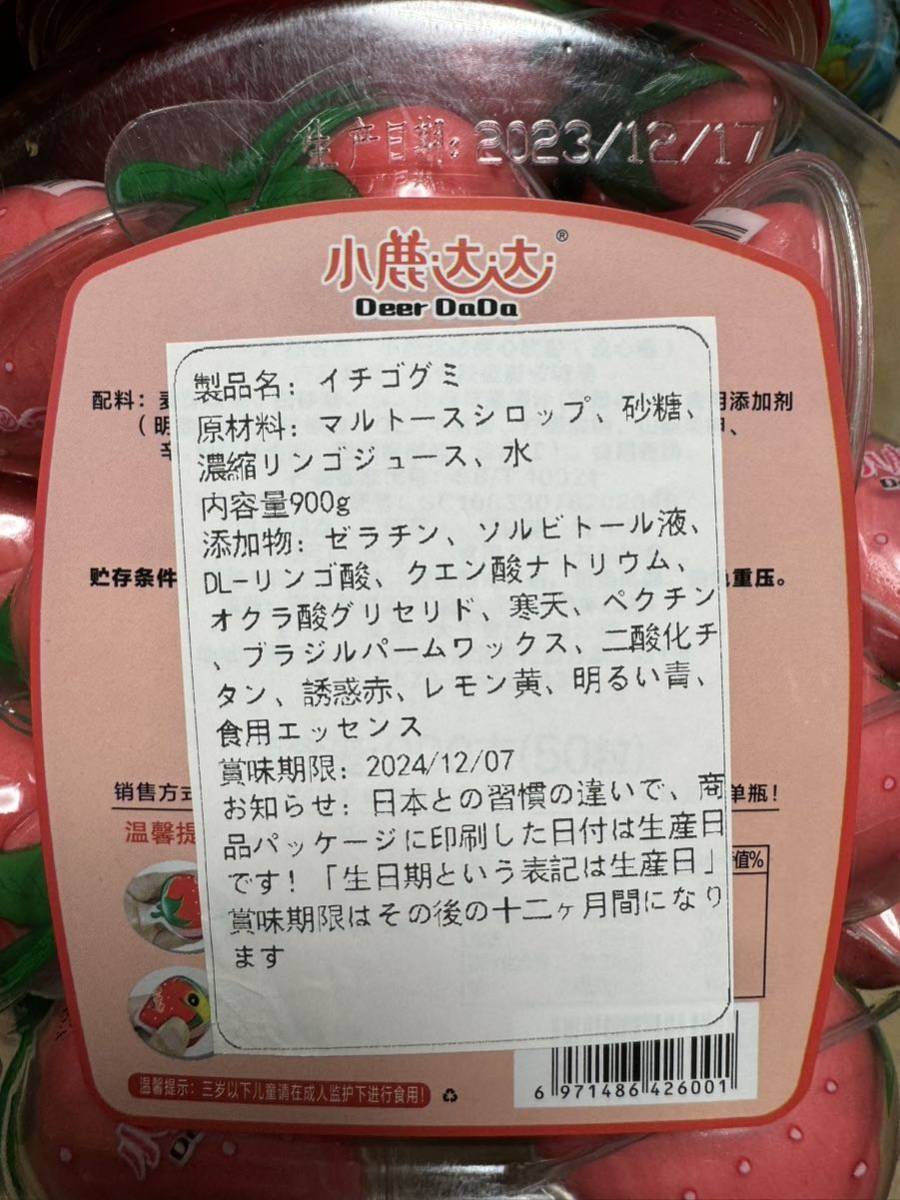 生产日期: 2023/12/17
小鹿达达®
Deer DaDa
配料:
用添加剂
(明
製品名: イチゴグミ
原材料: マルトースシロップ、砂糖、
濃縮リンゴジュース、水
内容量900g
添加物: ゼラチン、ソルビトール液、
DL-リンゴ酸、クエン酸ナトリウム、
オクラ酸グリセリド、寒天、ペクチン
、ブラジルパームワックス、二酸化チ
タン、誘惑赤、レモン黄、明るい青、
食用エッセンス
賞味期限: 2024/12/07
お知らせ: 日本との習慣の違いで、商
品パッケージに印刷した日付は生産日
です! 「生日期という表記は生産日」
賞味期限はその後の十二ヶ月間になり
ます
贮存条件
重压。
销售方式
单瓶!
温馨提
值%
温馨提示: 三岁以下儿童请在成人监护下进行食用!
6 971486 426001